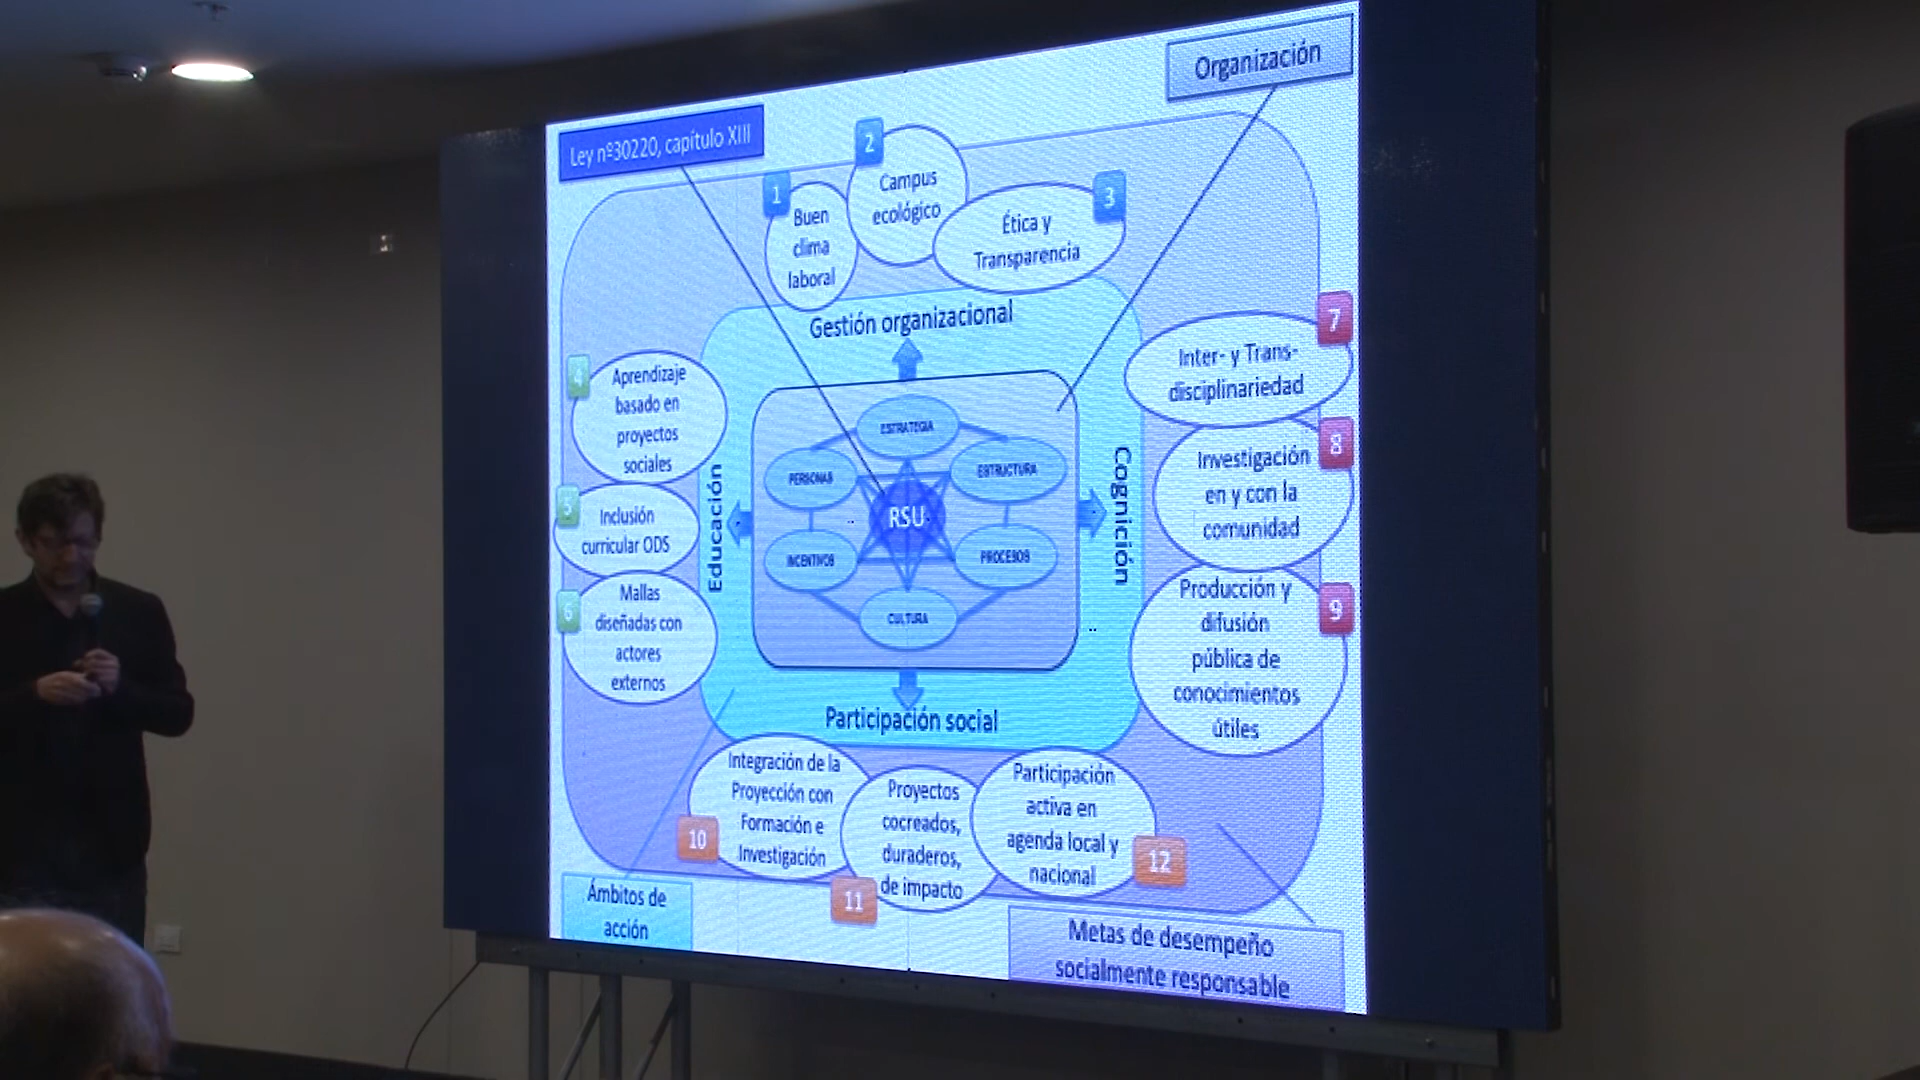 Organización
Ley nº30220, capítulo XIII
1
Buen
clima
laboral
2
Campus
ecológico
3
Ética y
Transparencia
Gestión organizacional
4
Aprendizaje
basado en
proyectos
sociales
5
Inclusión
curricular ODS
6
Mallas
diseñadas con
actores
externos
Educación
ESTRATEGIA
PERSONAS
ESTRUCTURA
RSU
INCENTIVOS
PROCESOS
CULTURA
Cognición
7
Inter- y Trans-
disciplinariedad
8
Investigación
en y con la
comunidad
9
Producción y
difusión
pública de
conocimientos
útiles
Participación social
10
Integración de la
Proyección con
Formación e
Investigación
11
Proyectos
cocreados,
duraderos,
de impacto
12
Participación
activa en
agenda local y
nacional
Ámbitos de
acción
Metas de desempeño
socialmente responsable